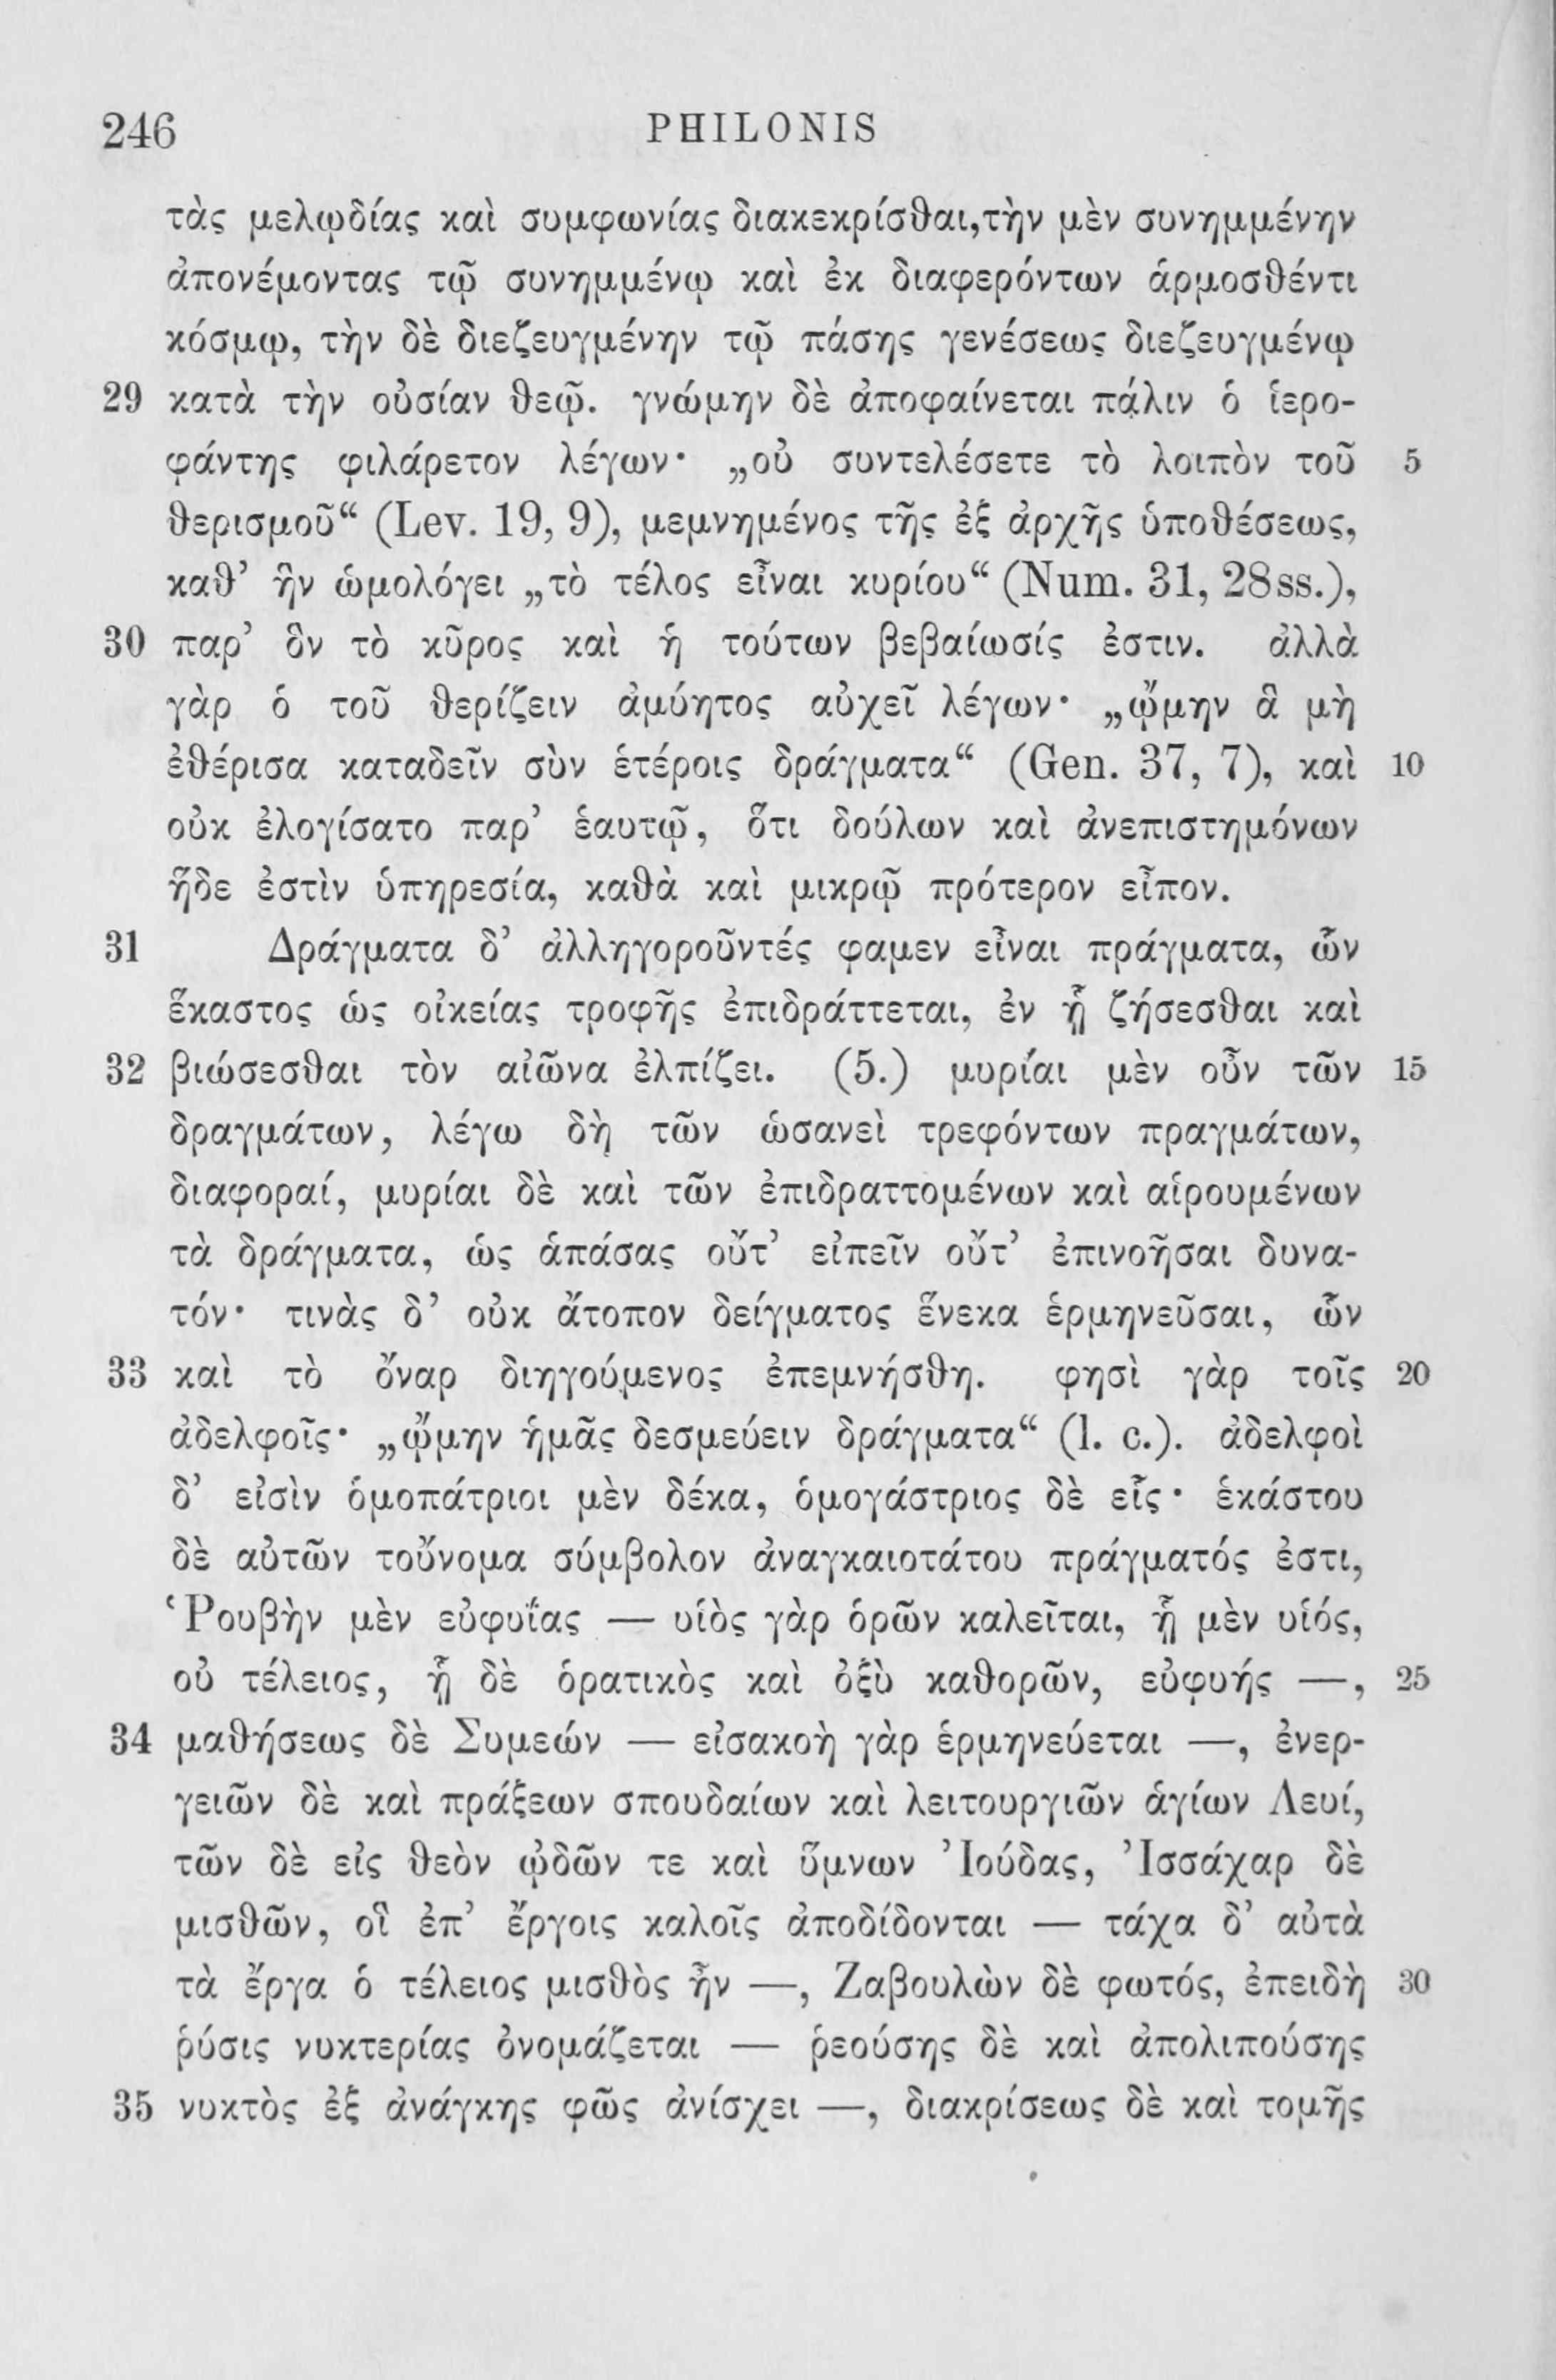 246 PHILONIS
τὰς μελῳδίας καὶ συμφωνίας διακεκρίσθαι,τὴν μὲν συνημμένην
ἀπονέμοντας τῷ συνημμένῳ καὶ ἐκ διαφερόντων ἁρμοσθέντι
κόσμῳ, τὴν δὲ διεζευγμένην τῷ πάσης γενέσεως διεζευγμένῳ
29 κατὰ τὴν οὐσίαν θεῷ. γνώμην δὲ ἀποφαίνεται πάλιν ὁ ἱερο-
φάντης φιλάρετον λέγων· „οὐ συντελέσετε τὸ λοιπὸν τοῦ 5
θερισμοῦ“ (Lev. 19, 9), μεμνημένος τῆς ἐξ ἀρχῆς ὑποθέσεως,
καθ’ ἣν ὡμολόγει „τὸ τέλος εἶναι κυρίου“ (Num. 31, 28ss.),
30 παρ’ ὃν τὸ κῦρος καὶ ἡ τούτων βεβαίωσίς ἐστιν. ἀλλὰ
γὰρ ὁ τοῦ θερίζειν ἀμύητος αὐχεῖ λέγων· „ᾤμην ἃ μὴ
ἐθέρισα καταδεῖν σὺν ἑτέροις δράγματα“ (Gen. 37, 7), καὶ 10
οὐκ ἐλογίσατο παρ’ ἑαυτῷ, ὅτι δούλων καὶ ἀνεπιστημόνων
ἥδε ἐστὶν ὑπηρεσία, καθὰ καὶ μικρῷ πρότερον εἶπον.
31 Δράγματα δ’ ἀλληγοροῦντές φαμεν εἶναι πράγματα, ὧν
ἕκαστος ὡς οἰκείας τροφῆς ἐπιδράττεται, ἐν ᾗ ζήσεσθαι καὶ
32 βιώσεσθαι τὸν αἰῶνα ἐλπίζει. (5.) μυρίαι μὲν οὖν τῶν 15
δραγμάτων, λέγω δὴ τῶν ὡσανεὶ τρεφόντων πραγμάτων,
διαφοραί, μυρίαι δὲ καὶ τῶν ἐπιδραττομένων καὶ αἱρουμένων
τὰ δράγματα, ὡς ἁπάσας οὔτ’ εἰπεῖν οὔτ’ ἐπινοῆσαι δυνα-
τόν· τινὰς δ’ οὐκ ἄτοπον δείγματος ἕνεκα ἑρμηνεῦσαι, ὧν
33 καὶ τὸ ὄναρ διηγούμενος ἐπεμνήσθη. φησὶ γὰρ τοῖς 20
ἀδελφοῖς· „ᾤμην ἡμᾶς δεσμεύειν δράγματα“ (l. c.). ἀδελφοὶ
δ’ εἰσὶν ὁμοπάτριοι μὲν δέκα, ὁμογάστριος δὲ εἷς· ἑκάστου
δὲ αὐτῶν τοὔνομα σύμβολον ἀναγκαιοτάτου πράγματός ἐστι,
Ῥουβὴν μὲν εὐφυΐας — υἱὸς γὰρ ὁρῶν καλεῖται, ᾗ μὲν υἱός,
οὐ τέλειος, ᾗ δὲ ὁρατικὸς καὶ ὀξὺ καθορῶν, εὐφυής —, 25
34 μαθήσεως δὲ Συμεών — εἰσακοὴ γὰρ ἑρμηνεύεται —, ἐνερ-
γειῶν δὲ καὶ πράξεων σπουδαίων καὶ λειτουργιῶν ἁγίων Λευί,
τῶν δὲ εἰς θεὸν ᾠδῶν τε καὶ ὕμνων Ἰούδας, Ἰσσάχαρ δὲ
μισθῶν, οἳ ἐπ’ ἔργοις καλοῖς ἀποδίδονται — τάχα δ’ αὐτὰ
τὰ ἔργα ὁ τέλειος μισθὸς ἦν —, Ζαβουλὼν δὲ φωτός, ἐπειδὴ 30
ῥύσις νυκτερίας ὀνομάζεται — ῥεούσης δὲ καὶ ἀπολιπούσης
35 νυκτὸς ἐξ ἀνάγκης φῶς ἀνίσχει —, διακρίσεως δὲ καὶ τομῆς